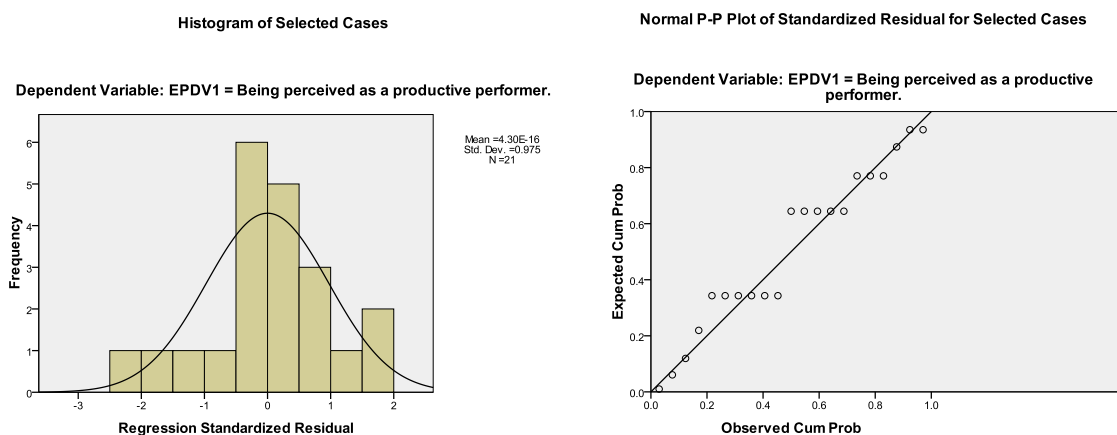 Histogram of Selected Cases
Dependent Variable: EPDV1 = Being perceived as a productive performer.
Mean =4.30E-16
Std. Dev. =0.975
N =21
Frequency
6
5
4
3
2
1
0
-3 -2 -1 0 1 2
Regression Standardized Residual
Normal P-P Plot of Standardized Residual for Selected Cases
Dependent Variable: EPDV1 = Being perceived as a productive
performer.
Expected Cum Prob
1.0
0.8
0.6
0.4
0.2
0.0
0.0 0.2 0.4 0.6 0.8 1.0
Observed Cum Prob